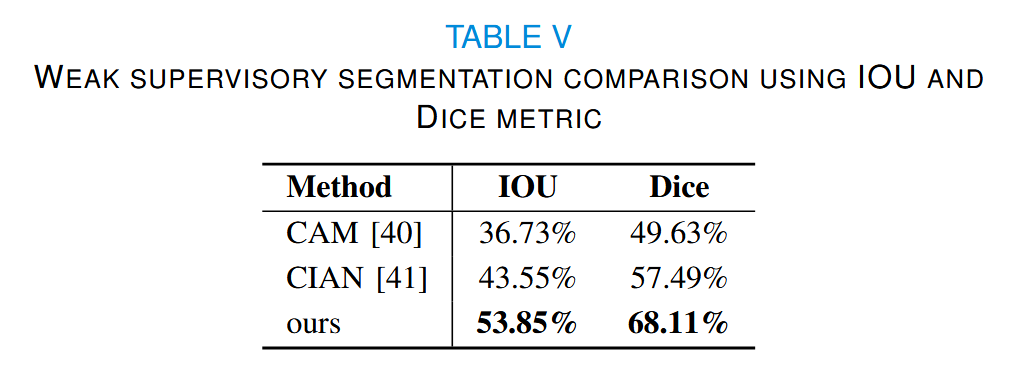 TABLE V
WEAK SUPERVISORY SEGMENTATION COMPARISON USING IOU AND
DICE METRIC
Method IOU Dice
CAM [40] 36.73% 49.63%
CIAN [41] 43.55% 57.49%
ours 53.85% 68.11%